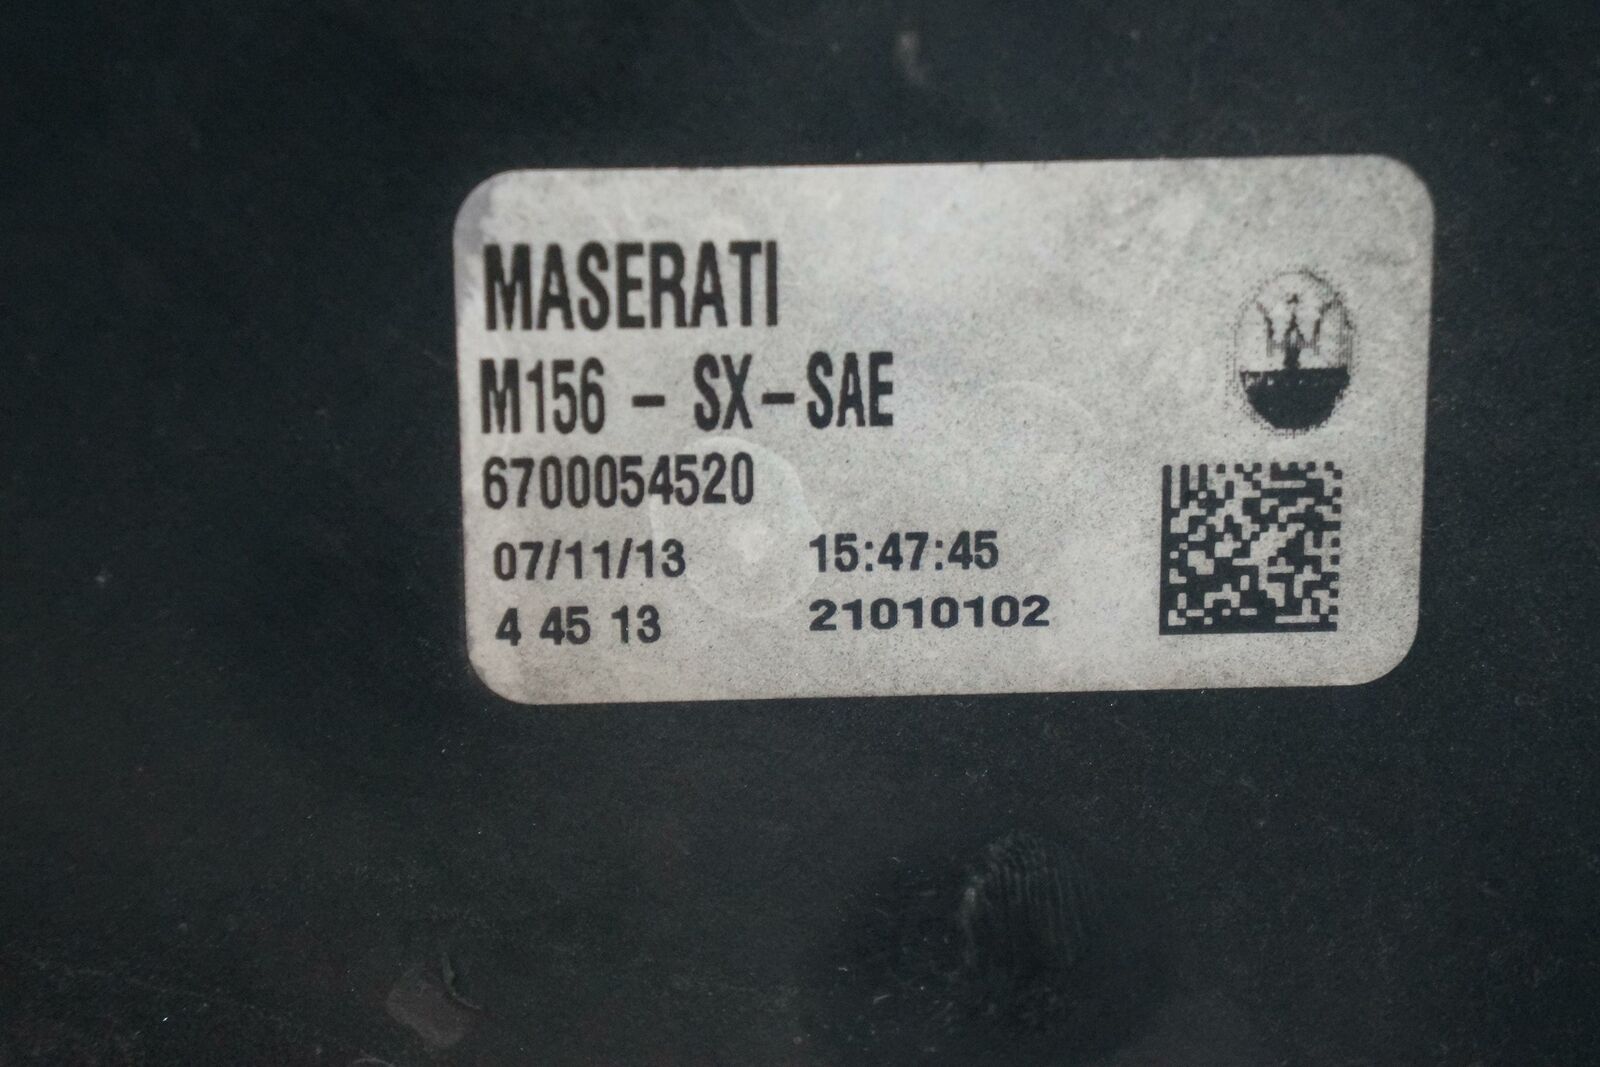 MASERATI
M156 - SX-SAE
6700054520
07/11/13 15:47:45
4 45 13 21010102